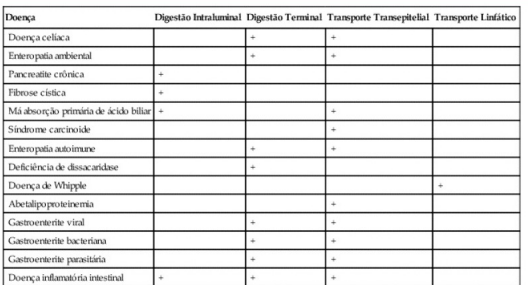 Doença Digestão Intraluminal Digestão Terminal Transporte Transepitelial Transporte Linfático
Doença celíaca + +
Enteropatia ambiental + +
Pancreatite crônica +
Fibrose cística +
Má absorção primária de ácido biliar + +
Síndrome carcinoide +
Enteropatia autoimune + +
Deficiência de dissacaridase +
Doença de Whipple +
Abetalipoproteinemia +
Gastroenterite viral + +
Gastroenterite bacteriana + +
Gastroenterite parasitária + +
Doença inflamatória intestinal + + +